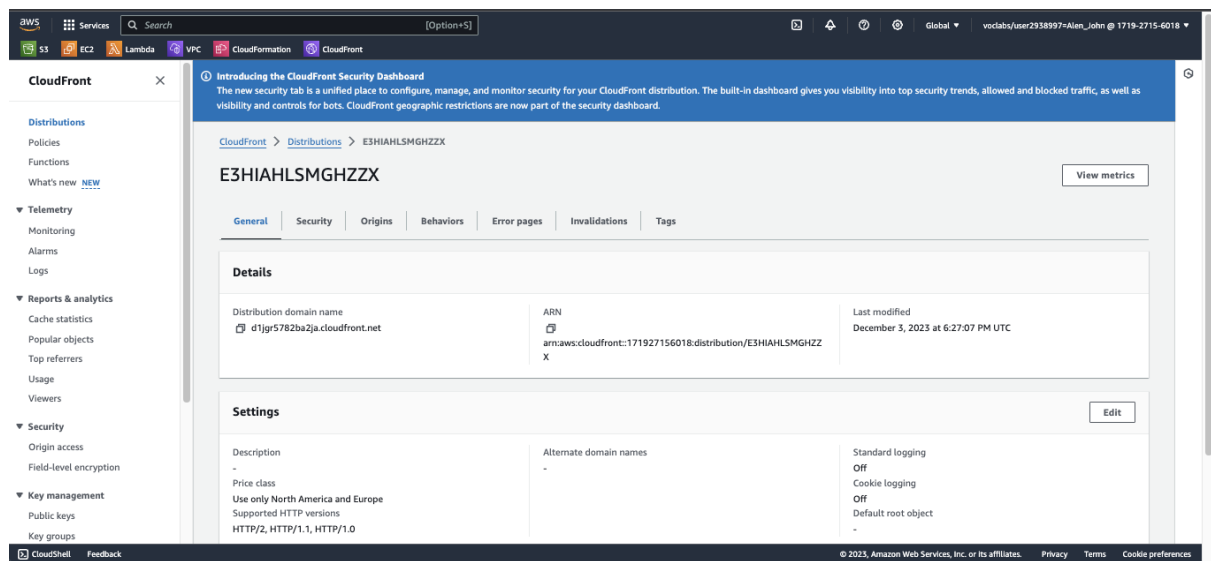 aws Services Search [Option+S] Global voclabs/user2938997=Alen_John @ 1719-2715-6018
S3 EC2 Lambda VPC CloudFormation CloudFront
CloudFront
Distributions
Policies
Functions
What's new NEW
Telemetry
Monitoring
Alarms
Logs
Reports & analytics
Cache statistics
Popular objects
Top referrers
Usage
Viewers
Security
Origin access
Field-level encryption
Key management
Public keys
Key groups
Introducing the CloudFront Security Dashboard
The new security tab is a unified place to configure, manage, and monitor security for your CloudFront distribution. The built-in dashboard gives you visibility into top security trends, allowed and blocked traffic, as well as
visibility and controls for bots. CloudFront geographic restrictions are now part of the security dashboard.
CloudFront > Distributions > E3HIAHLSMGHZZX
E3HIAHLSMGHZZX
View metrics
General Security Origins Behaviors Error pages Invalidations Tags
Details
Distribution domain name
d1jgr5782ba2ja.cloudfront.net
ARN
arn:aws:cloudfront::171927156018:distribution/E3HIAHLSMGHZZ
X
Last modified
December 3, 2023 at 6:27:07 PM UTC
Settings
Edit
Description
-
Price class
Use only North America and Europe
Supported HTTP versions
HTTP/2, HTTP/1.1, HTTP/1.0
Alternate domain names
-
Standard logging
Off
Cookie logging
Off
Default root object
-
CloudShell Feedback © 2023, Amazon Web Services, Inc. or its affiliates. Privacy Terms Cookie preferences